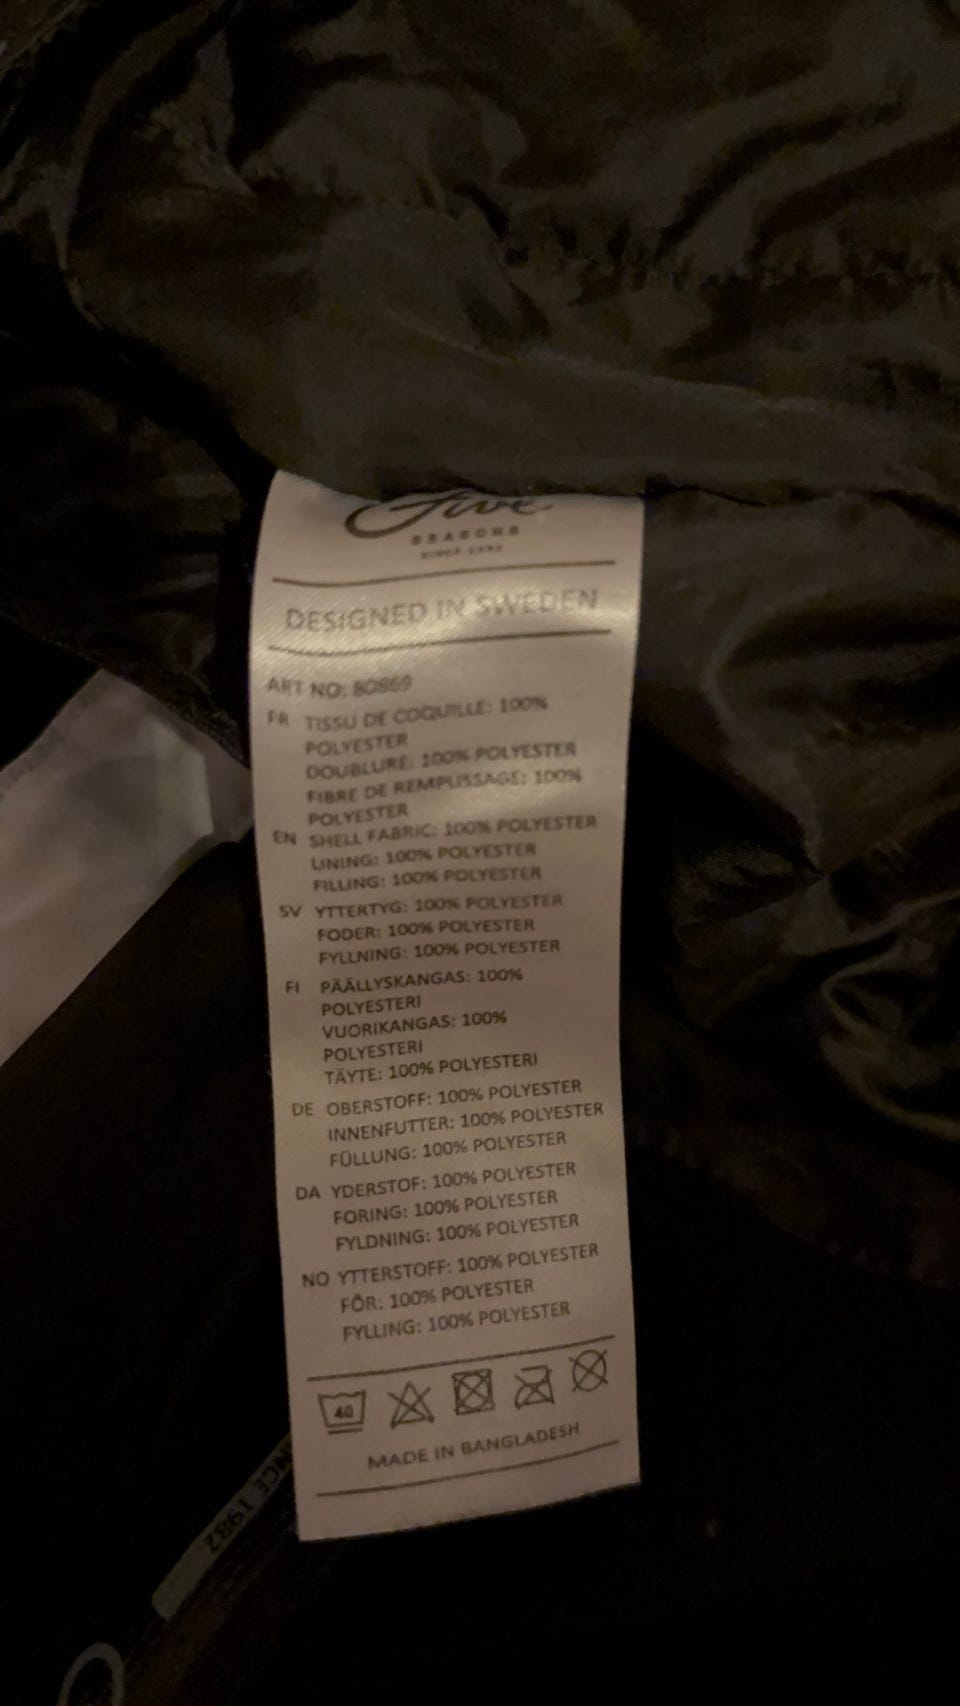 Five
SEASONS
SINCE 1982
DESIGNED IN SWEDEN
ART NO: 80869
FR TISSU DE COQUILLE: 100%
POLYESTER
DOUBLURE: 100% POLYESTER
FIBRE DE REMPLISSAGE: 100%
POLYESTER
EN SHELL FABRIC: 100% POLYESTER
LINING: 100% POLYESTER
FILLING: 100% POLYESTER
SV YTTERTYG: 100% POLYESTER
FODER: 100% POLYESTER
FYLLNING: 100% POLYESTER
FI PÄÄLLYSKANGAS: 100%
POLYESTERI
VUORIKANGAS: 100%
POLYESTERI
TÄYTE: 100% POLYESTERI
DE OBERSTOFF: 100% POLYESTER
INNENFUTTER: 100% POLYESTER
FÜLLUNG: 100% POLYESTER
DA YDERSTOF: 100% POLYESTER
FORING: 100% POLYESTER
FYLDNING: 100% POLYESTER
NO YTTERSTOFF: 100% POLYESTER
FÔR: 100% POLYESTER
FYLLING: 100% POLYESTER
40
MADE IN BANGLADESH
NCE 1982